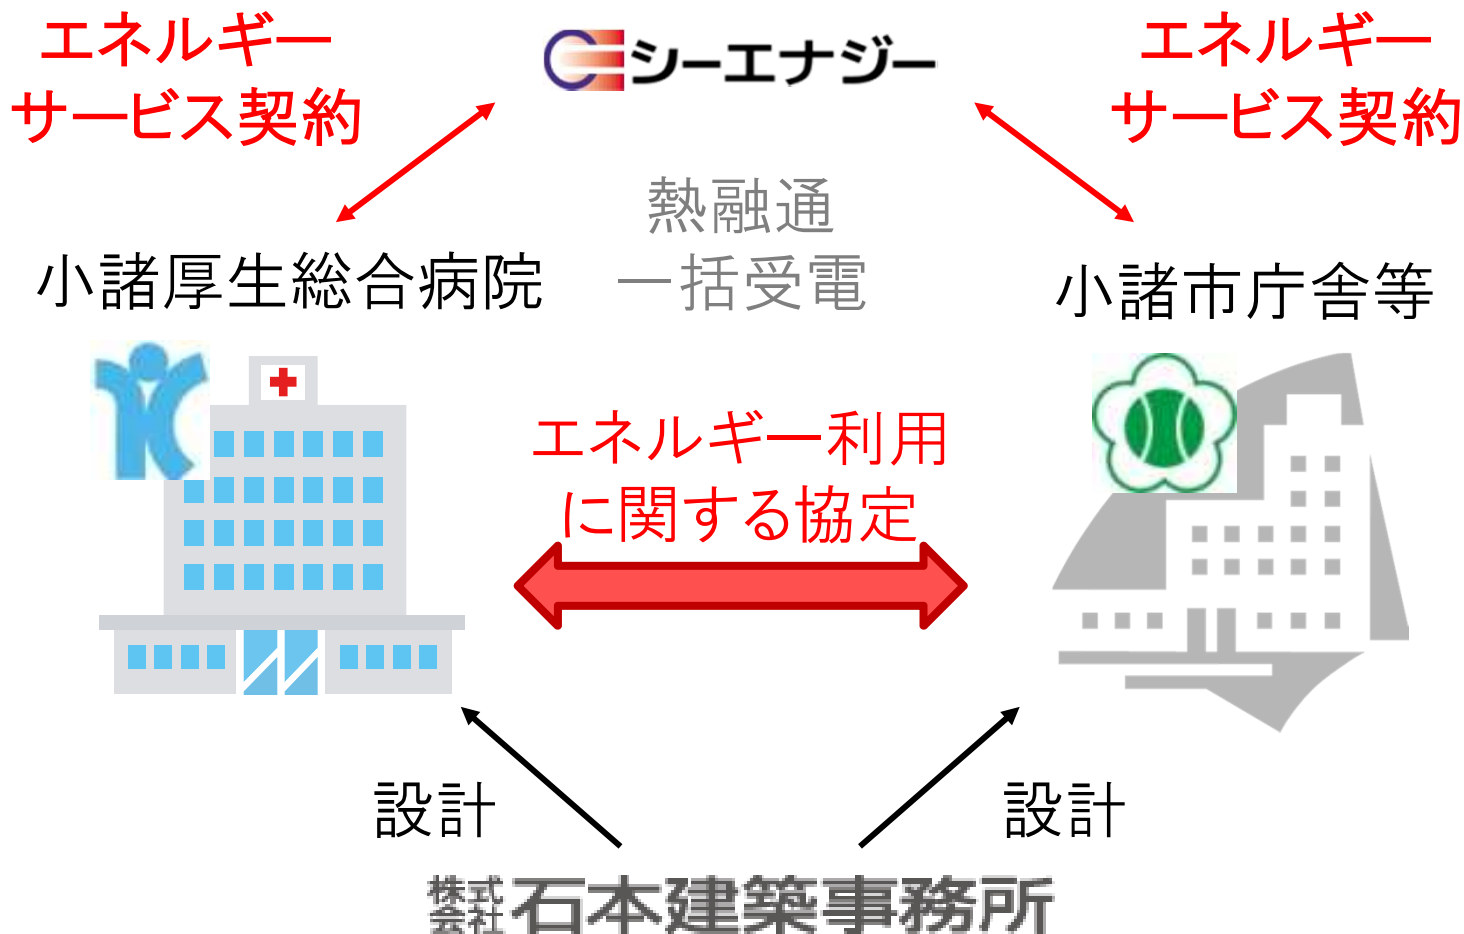 エネルギー
サービス契約
シーエナジー
エネルギー
サービス契約
熱融通
一括受電
小諸厚生総合病院
小諸市庁舎等
エネルギー利用
に関する協定
設計
設計
株式会社 石本建築事務所